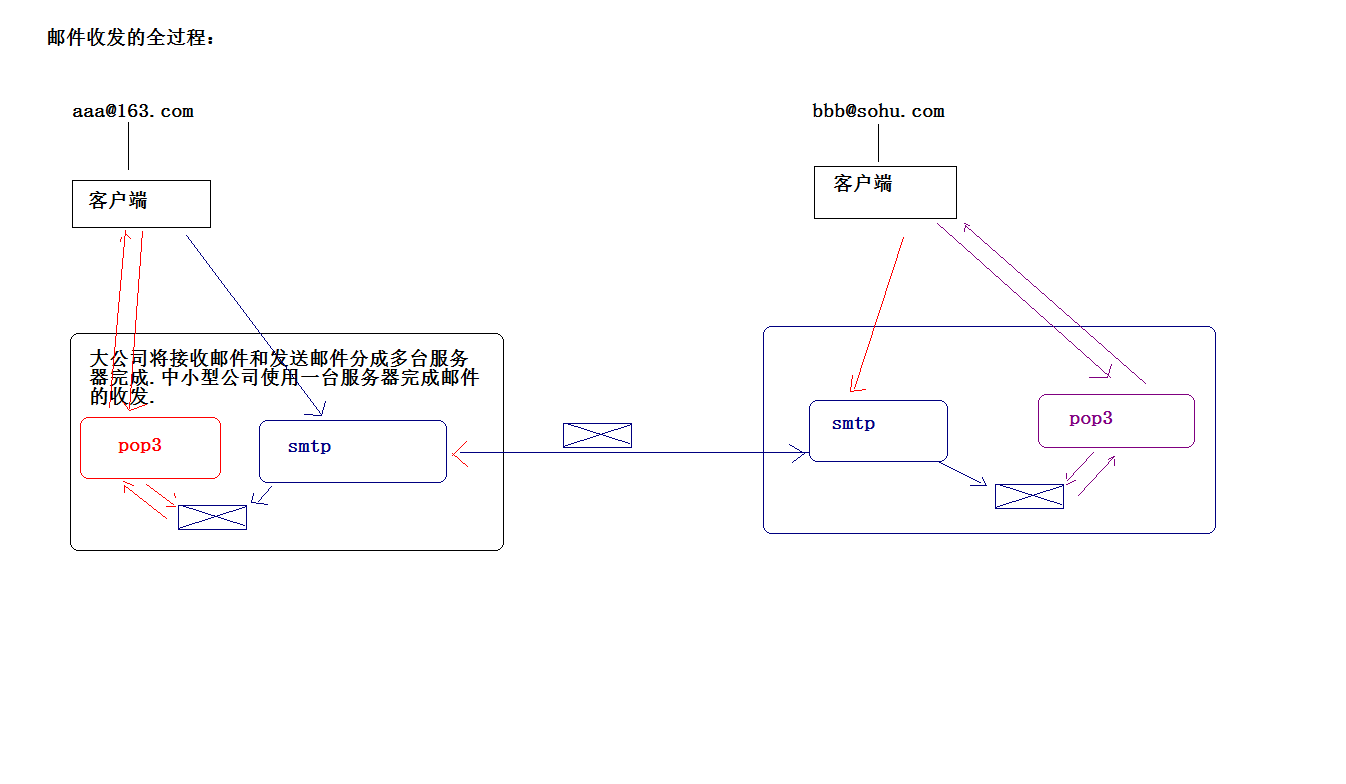 邮件收发的全过程:
aaa@163.com
bbb@sohu.com
客户端
客户端
大公司将接收邮件和发送邮件分成多台服务
器完成.中小型公司使用一台服务器完成邮件
的收发.
pop3
smtp
smtp
pop3